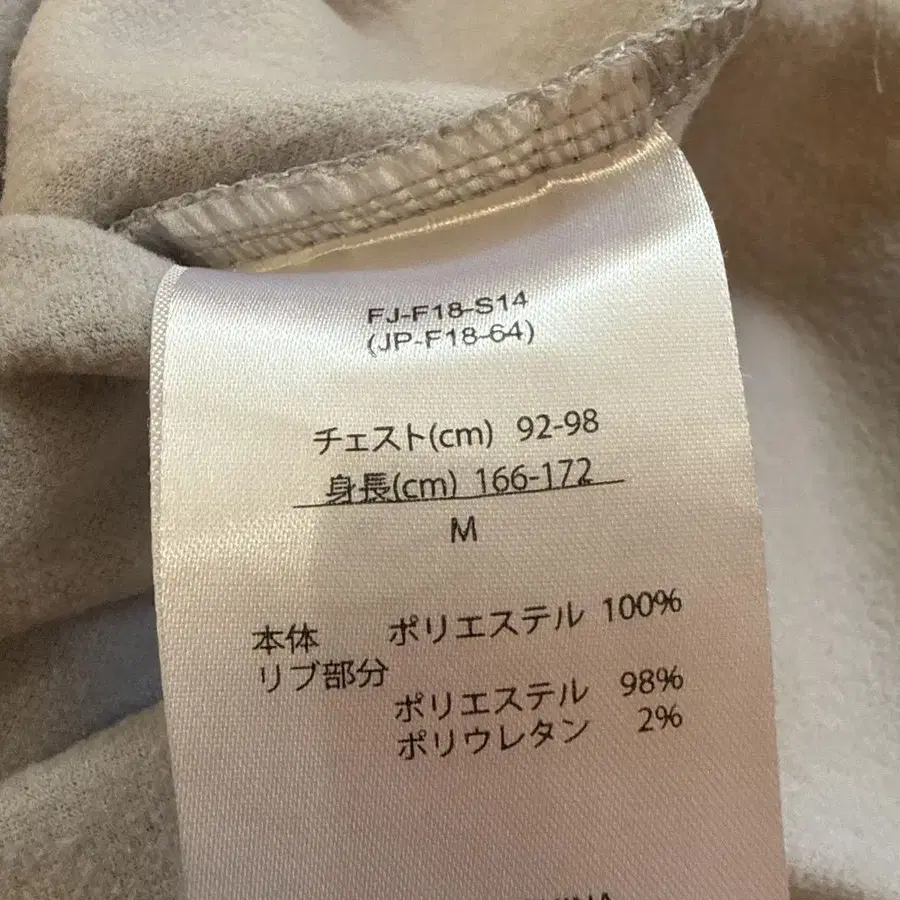 FJ-F18-S14
(JP-F18-64)
チェスト(cm) 92-98
身長(cm) 166-172
M
本体 ポリエステル 100%
リブ部分
ポリエステル 98%
ポリウレタン 2%